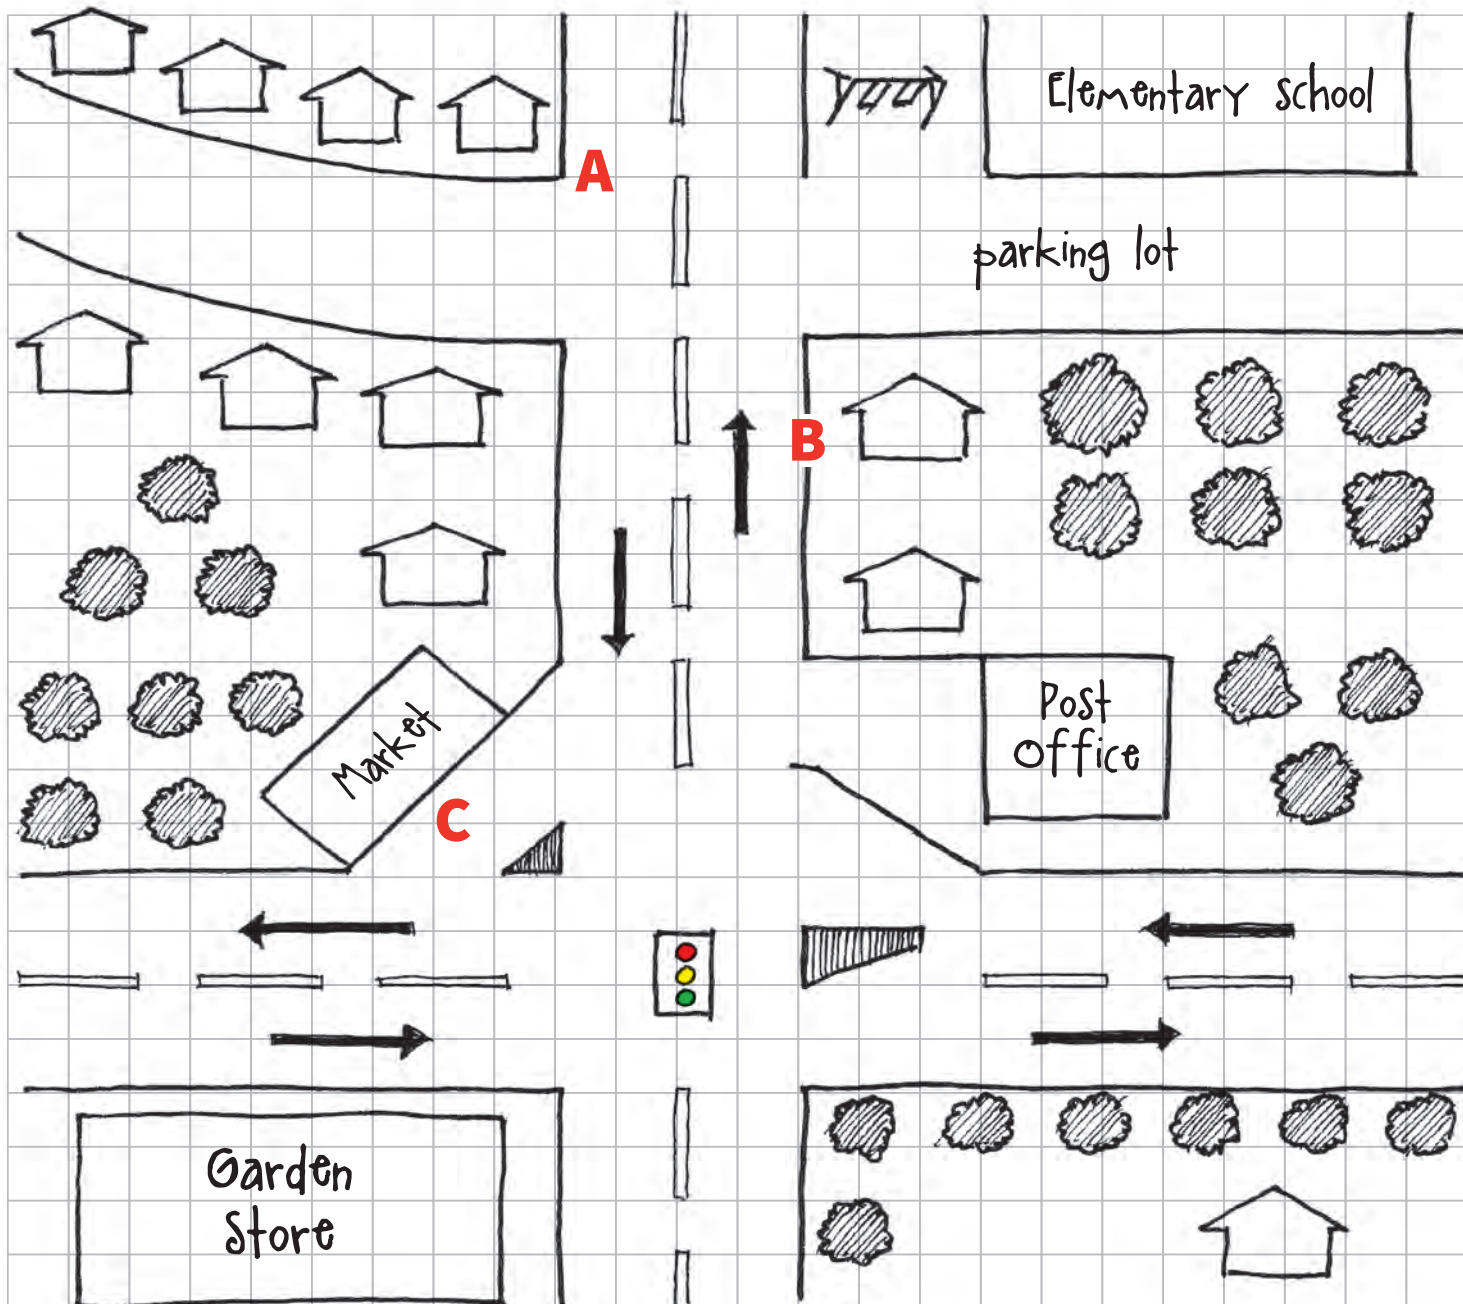 Elementary school
A
parking lot
B
Post
Office
Market
C
Garden
Store